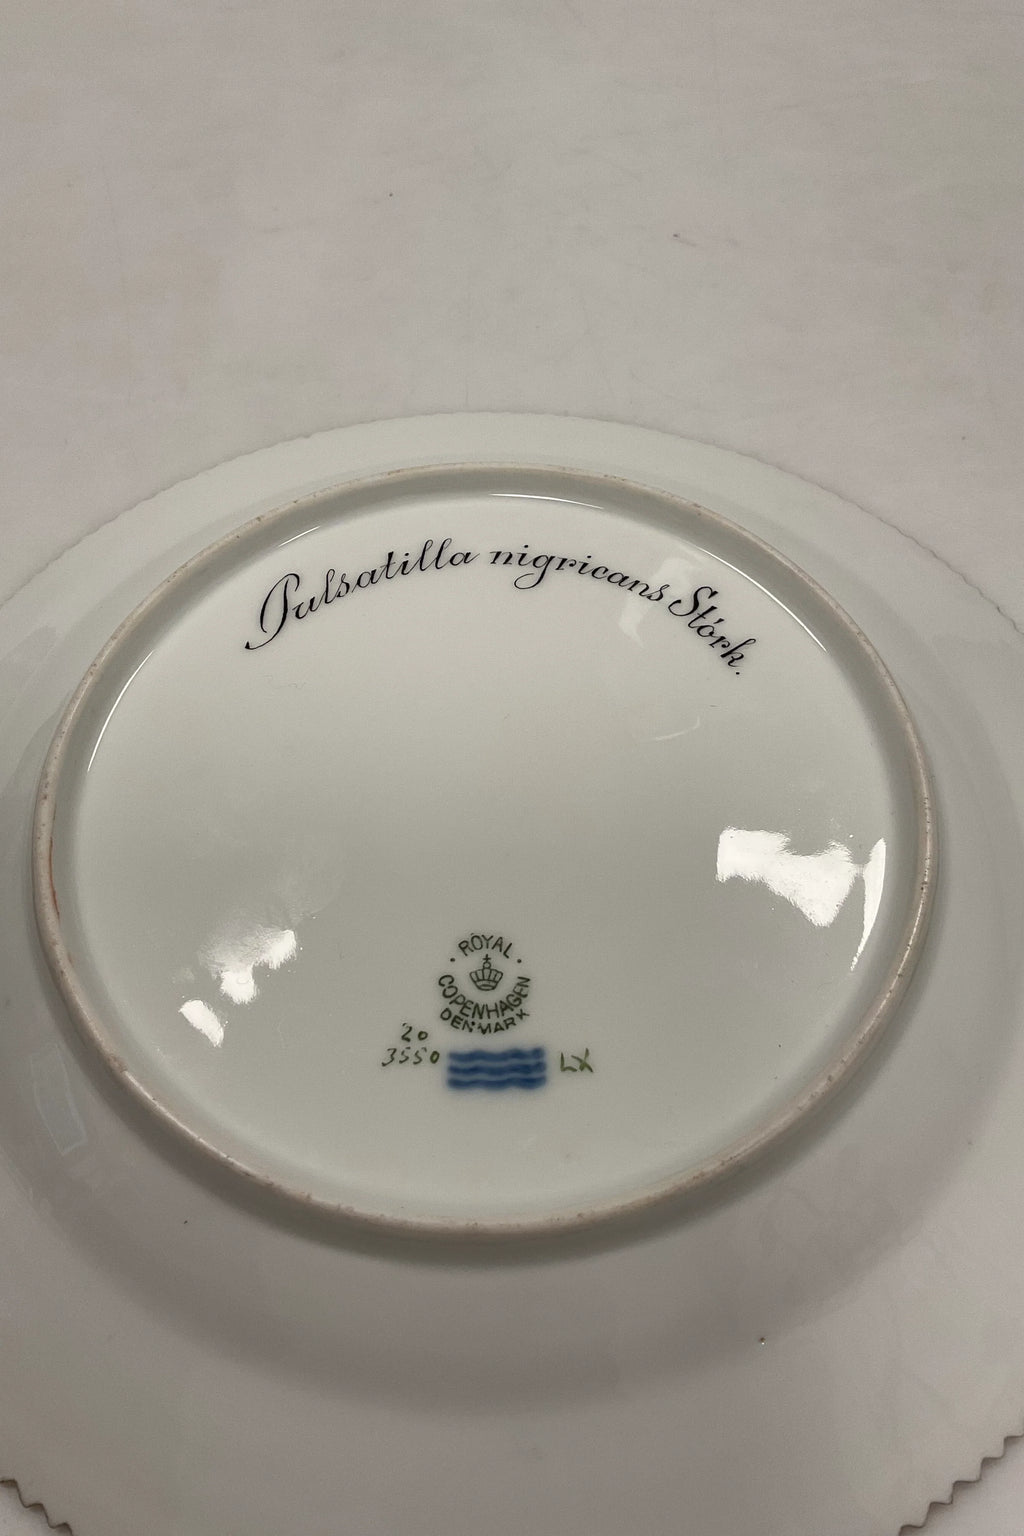 Pulsatilla nigricans Störk.
ROYAL
COPENHAGEN
DENMARK
20
3550
LX